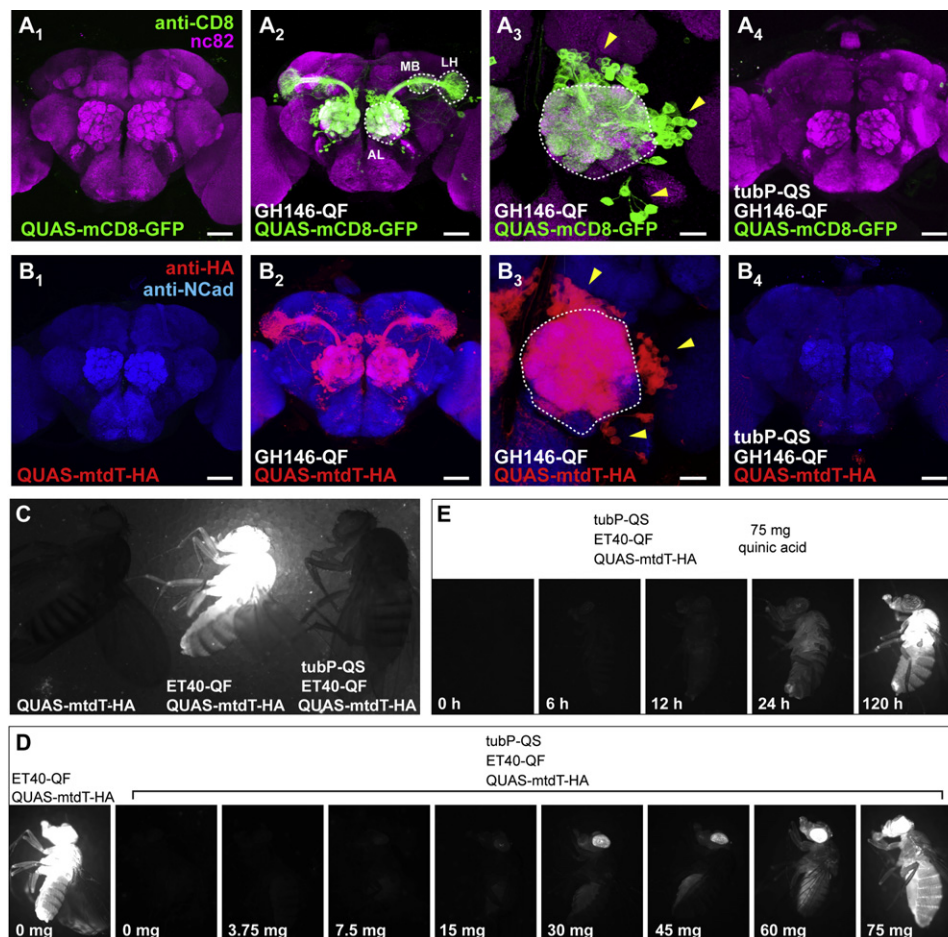 A1
anti-CD8
nc82
QUAS-mCD8-GFP
A2
MB
LH
AL
GH146-QF
QUAS-mCD8-GFP
A3
GH146-QF
QUAS-mCD8-GFP
A4
tubP-QS
GH146-QF
QUAS-mCD8-GFP
B1
anti-HA
anti-NCad
QUAS-mtdT-HA
B2
GH146-QF
QUAS-mtdT-HA
B3
GH146-QF
QUAS-mtdT-HA
B4
tubP-QS
GH146-QF
QUAS-mtdT-HA
C
QUAS-mtdT-HA
ET40-QF
QUAS-mtdT-HA
tubP-QS
ET40-QF
QUAS-mtdT-HA
E
tubP-QS
ET40-QF
QUAS-mtdT-HA
75 mg
quinic acid
0 h
6 h
12 h
24 h
120 h
D
ET40-QF
QUAS-mtdT-HA
tubP-QS
ET40-QF
QUAS-mtdT-HA
0 mg
0 mg
3.75 mg
7.5 mg
15 mg
30 mg
45 mg
60 mg
75 mg